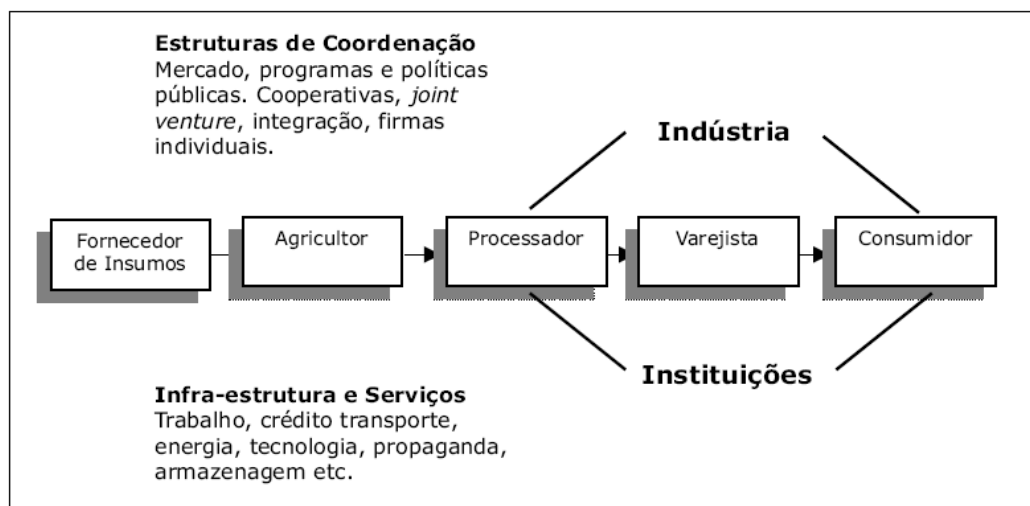 Estruturas de Coordenação
Mercado, programas e políticas
públicas. Cooperativas, joint
venture, integração, firmas
individuais.
Indústria
Fornecedor
de Insumos
Agricultor
Processador
Varejista
Consumidor
Instituições
Infra-estrutura e Serviços
Trabalho, crédito transporte,
energia, tecnologia, propaganda,
armazenagem etc.